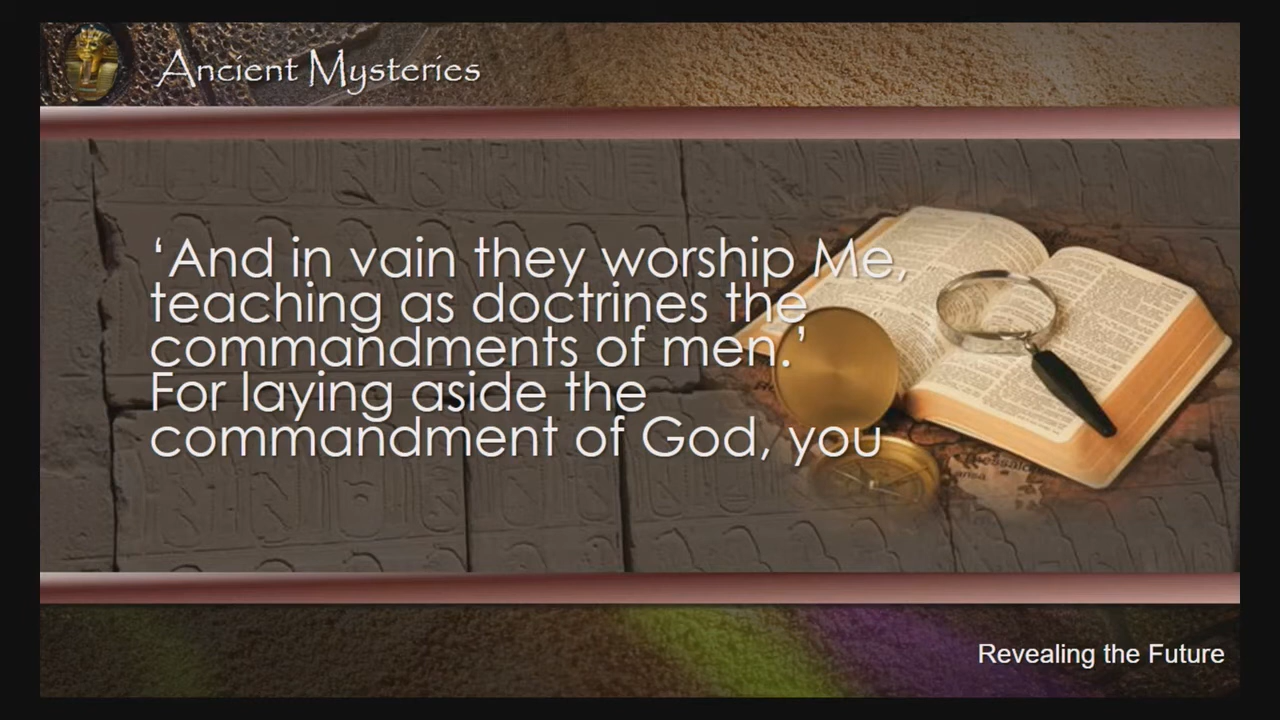 Ancient Mysteries
‘And in vain they worship Me,
teaching as doctrines the
commandments of men.’
For laying aside the
commandment of God, you
Revealing the Future